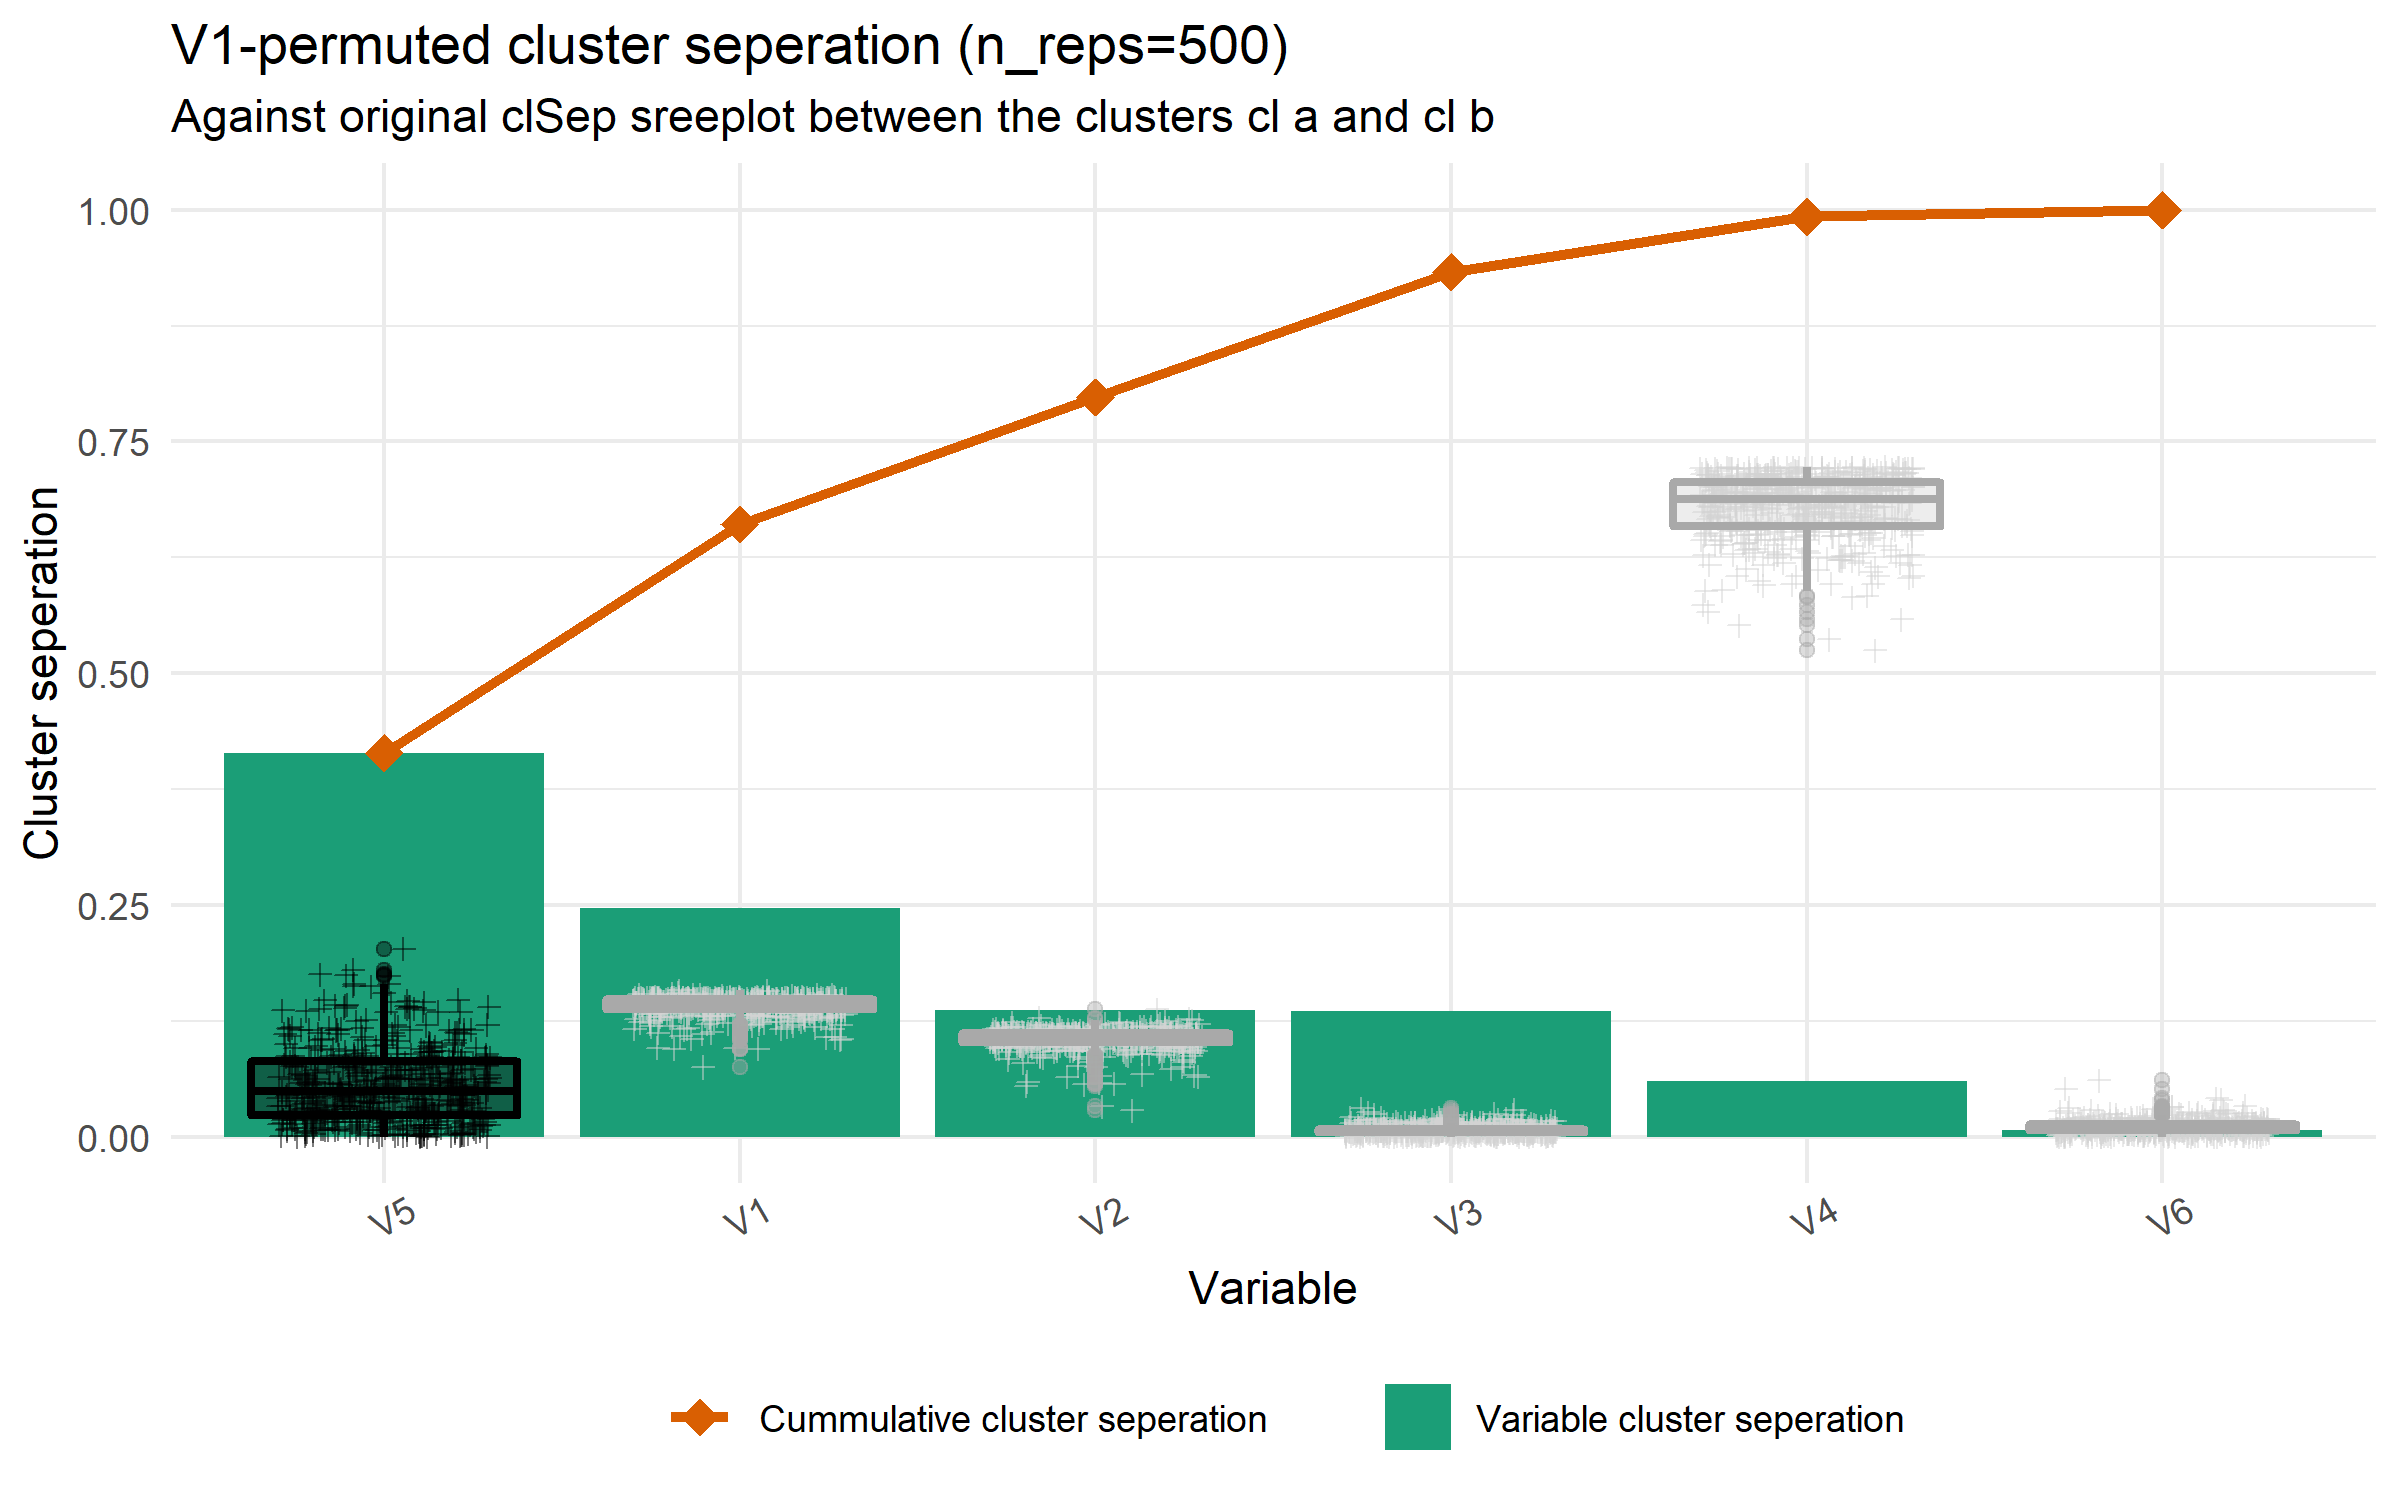 V1-permuted cluster seperation (n_reps=500)
Against original clSep sreeplot between the clusters cl a and cl b
Cluster seperation
1.00
0.75
0.50
0.25
0.00
V5 V1 V2 V3 V4 V6
Variable
Cummulative cluster seperation Variable cluster seperation